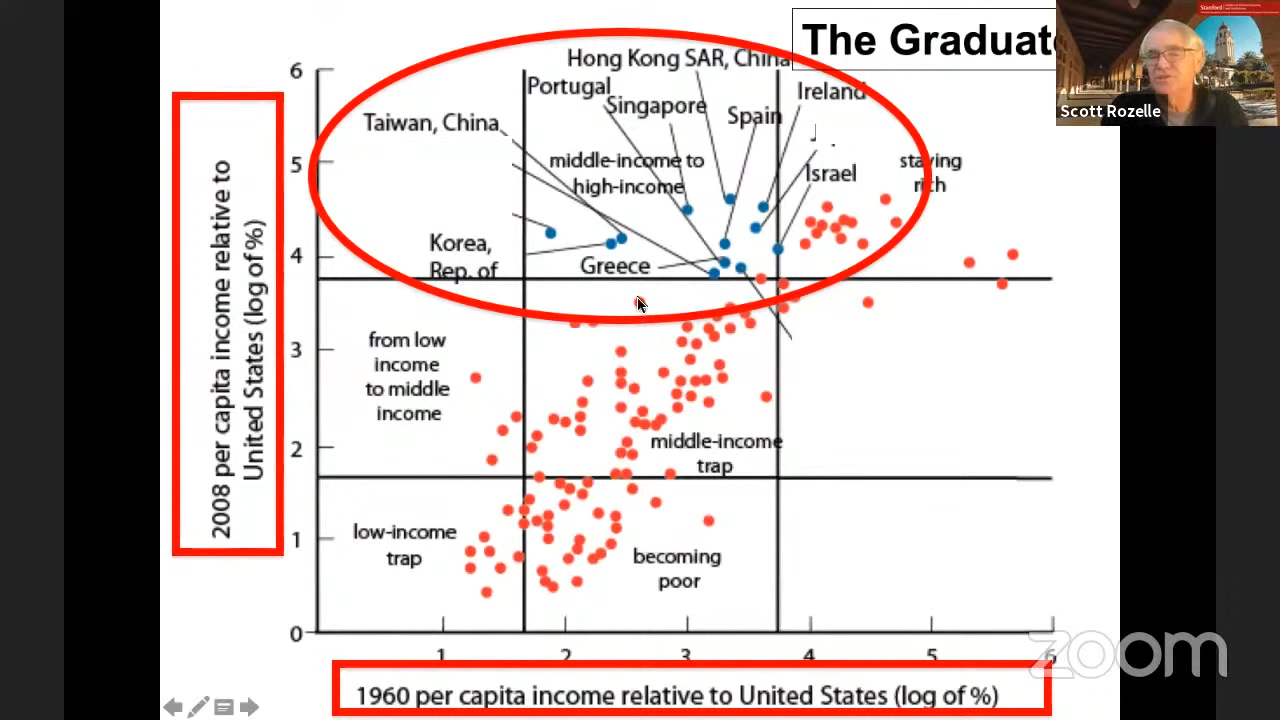 The Graduat
Stanford
Scott Rozelle
Hong Kong SAR, China
Portugal
Singapore
Ireland
Spain
Taiwan, China
middle-income to
high-income
Israel
staying
rich
Korea,
Rep. of
Greece
from low
income
to middle
income
middle-income
trap
low-income
trap
becoming
poor
2008 per capita income relative to
United States (log of %)
6
5
4
3
2
1
0
1
2
3
4
5
6
1960 per capita income relative to United States (log of %)
zoom